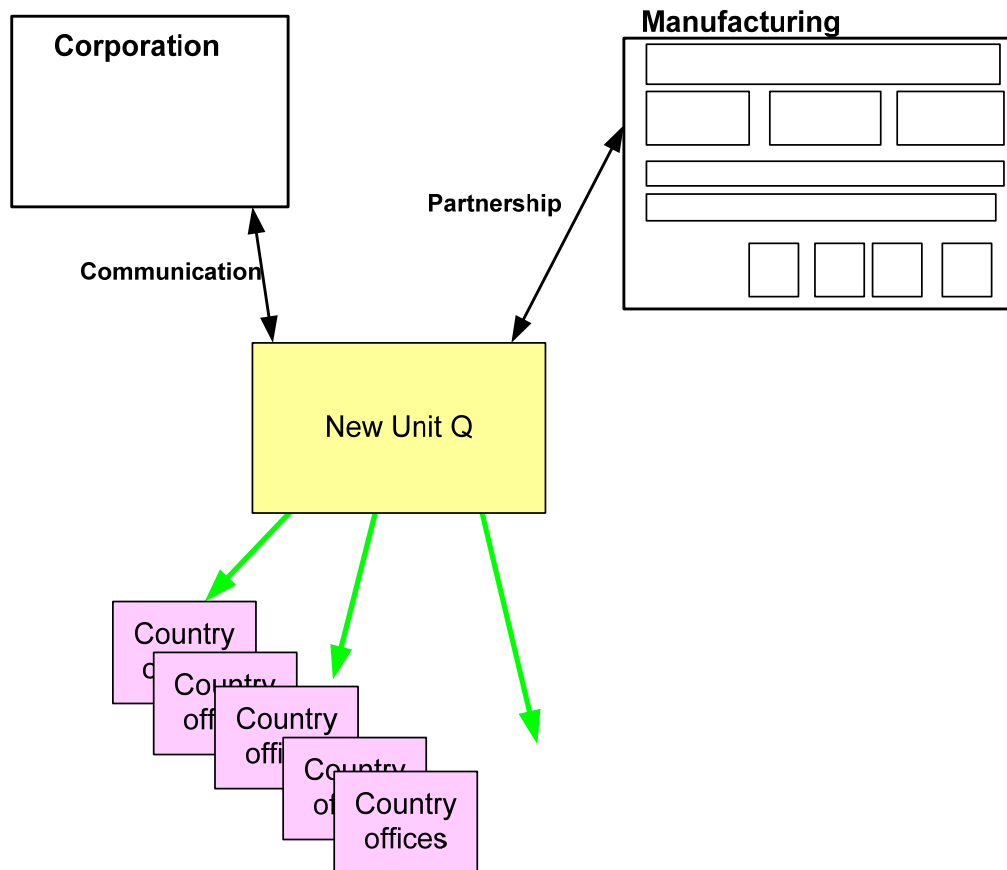 Manufacturing
Corporation
Partnership
Communication
New Unit Q
Country
Country
Country
Country
Country
offices